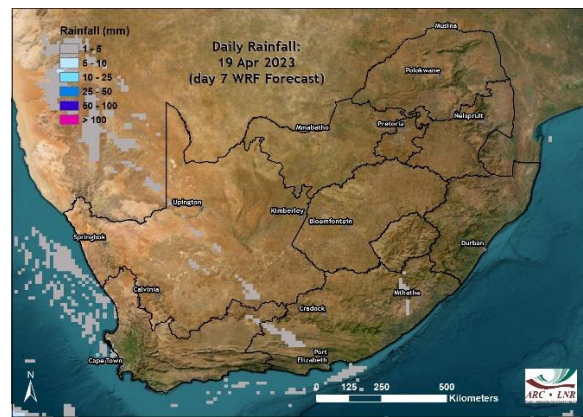 Rainfall (mm)
1 - 5
5 - 10
10 - 25
25 - 50
50 - 100
> 100
Daily Rainfall:
19 Apr 2023
(day 7 WRF Forecast)
Musina
Polokwane
Nelspruit
Pretoria
Mmabatho
Upington
Kimberley
Bloemfontein
Springbok
Durban
Calvinia
Mthatha
Cradock
Cape Town
Port
Elizabeth
N
0 125 250 500
Kilometers
ARC • LNR